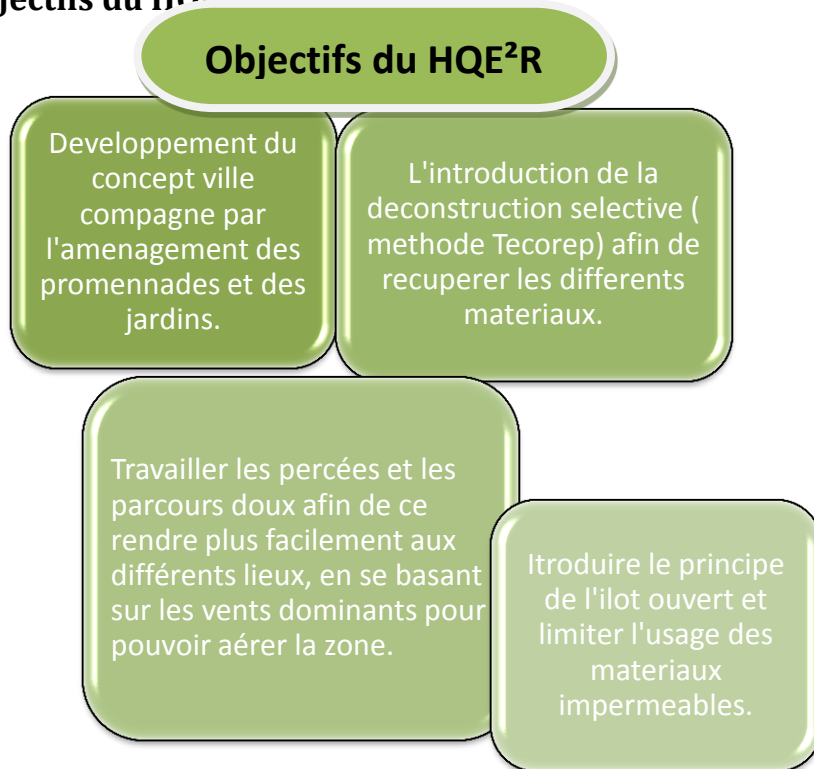 Objectifs du HQE²R
Developpement du
concept ville
compagne par
l'amenagement des
promennades et des
jardins.
L'introduction de la
deconstruction selective (
methode Tecorep) afin de
recuperer les differents
materiaux.
Travailler les percées et les
parcours doux afin de ce
rendre plus facilement aux
différents lieux, en se basant
sur les vents dominants pour
pouvoir aérer la zone.
Itroduire le principe
de l'ilot ouvert et
limiter l'usage des
materiaux
impermeables.